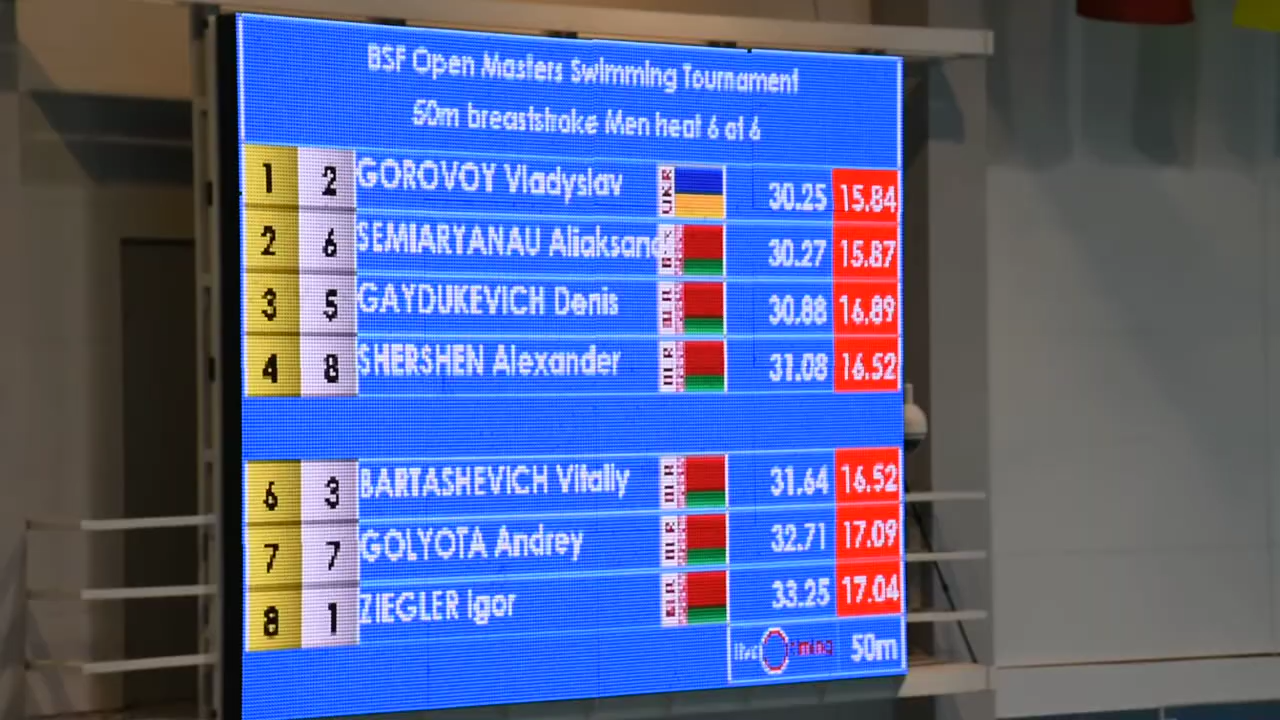 BSF Open Masters Swimming Tournament
50m breaststroke Men heat 6 of 6
1 2 GOROVOY Vladyslav UKR 30.25 15.84
2 6 SEMIARYANAU Aliaksand 30.27 15.87
3 5 GAYDUKEVICH Denis BLR 30.88 16.89
4 8 SHERSHEN Alexander BLR 31.08 16.52
6 3 BARTASHEVICH Vitaliy BLR 31.64 16.52
7 7 GOLYOTA Andrey BLR 32.71 17.09
8 1 ZIEGLER Igor BLR 33.25 17.04
timing 50m